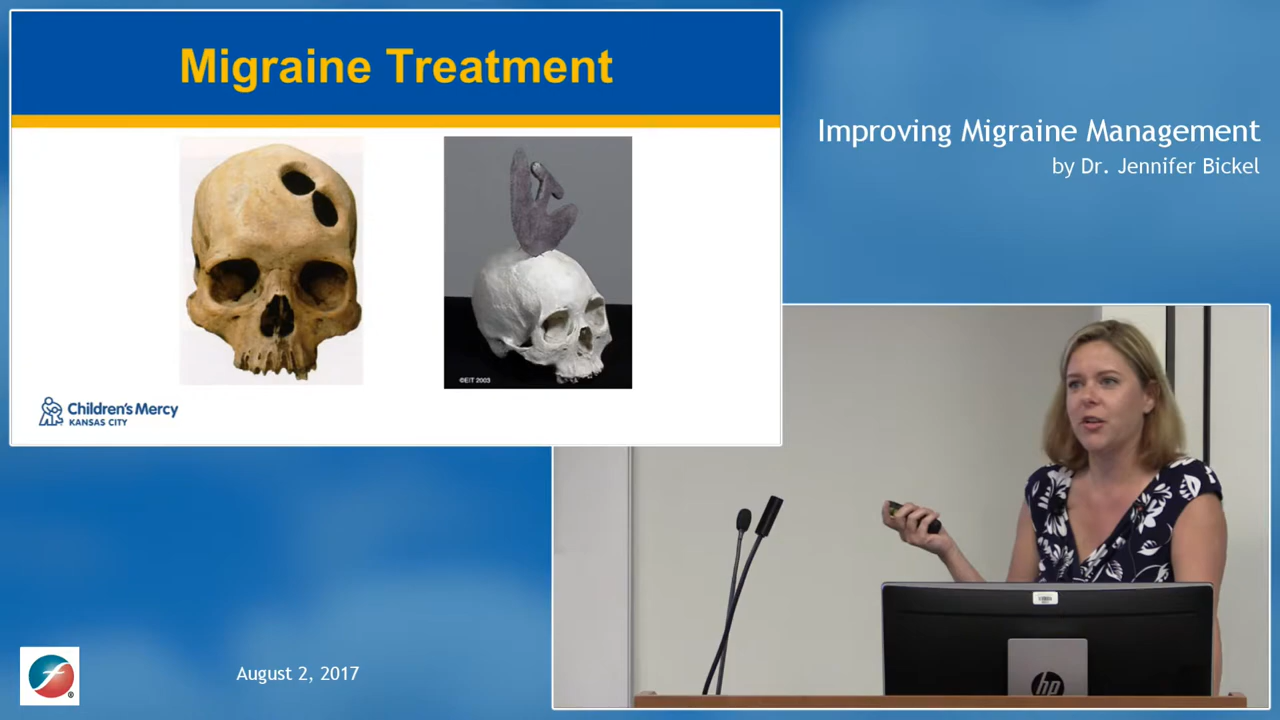 Migraine Treatment
©EIT 2003
Children's Mercy
KANSAS CITY
Improving Migraine Management
by Dr. Jennifer Bickel
hp
August 2, 2017
f
®